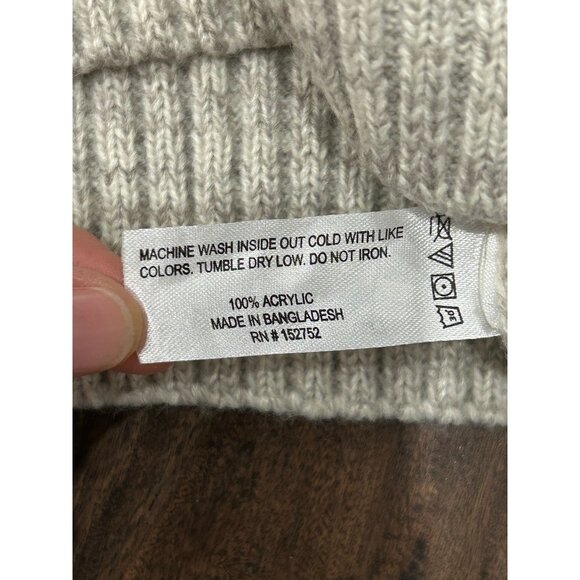 MACHINE WASH INSIDE OUT COLD WITH LIKE
COLORS. TUMBLE DRY LOW. DO NOT IRON.
100% ACRYLIC
MADE IN BANGLADESH
RN # 152752